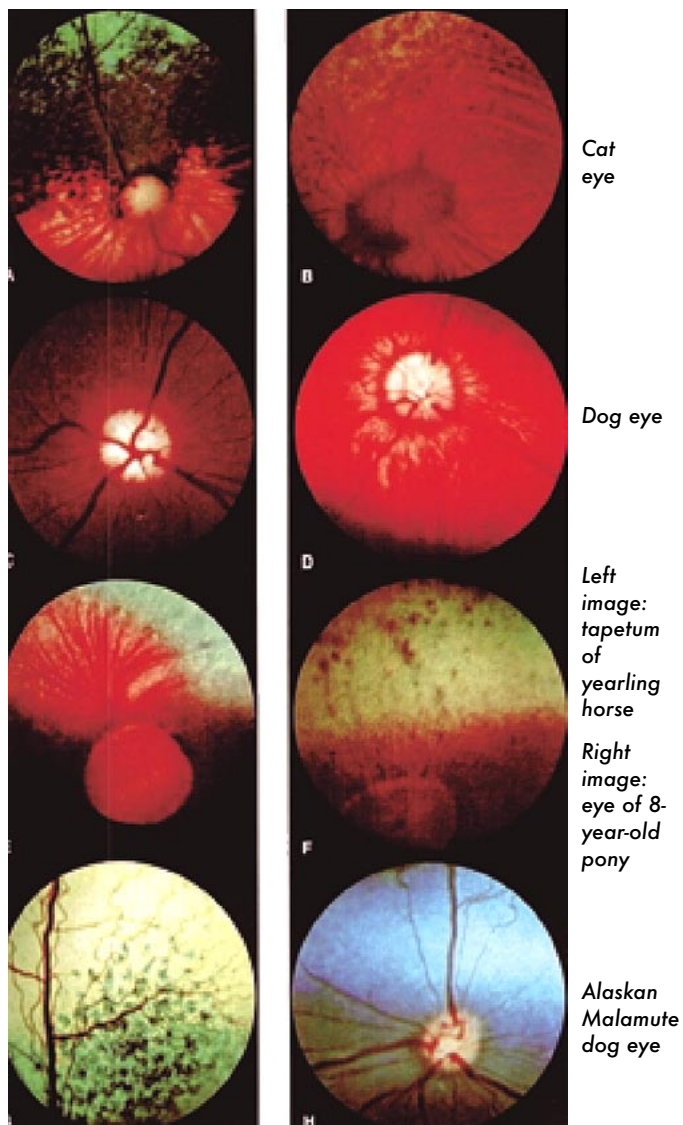 Cat
eye
A
B
Dog eye
C
D
Left
image:
tapetum
of
yearling
horse
Right
image:
eye of 8-
year-old
pony
F
Alaskan
Malamute
dog eye
H